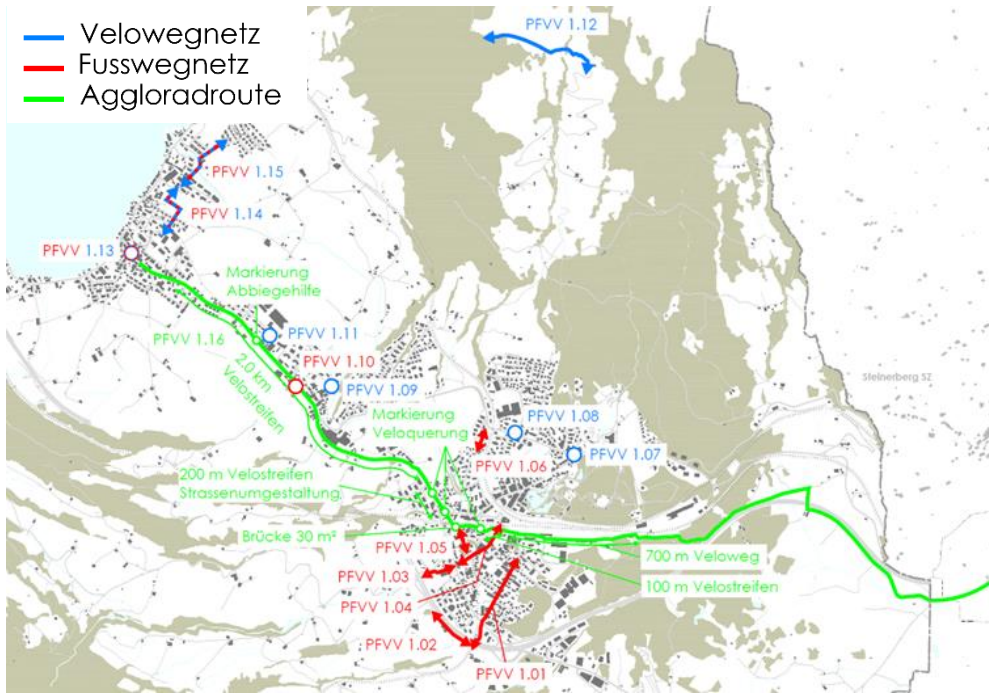 Velowegnetz
Fusswegnetz
Aggloradroute
PFVV 1.12
PFVV 1.15
PFVV 1.14
PFVV 1.13
Markierung
Abbiegehilfe
PFVV 1.16
PFVV 1.11
PFVV 1.10
2.0 km
Velostreifen
PFVV 1.09
Steinerberg SZ
Markierung
Veloquerung
PFVV 1.08
PFVV 1.07
PFVV 1.06
200 m Velostreifen
Strassenumgestaltung
Brücke 30 m²
PFVV 1.05
700 m Veloweg
PFVV 1.03
100 m Velostreifen
PFVV 1.04
PFVV 1.02
PFVV 1.01